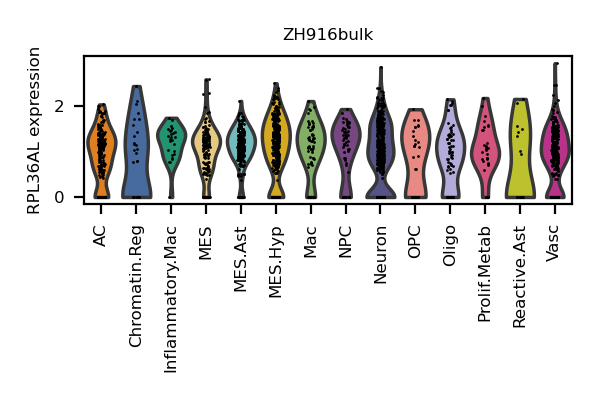 ZH916bulk
RPL36AL expression
2
0
AC
Chromatin.Reg
Inflammatory.Mac
MES
MES.Ast
MES.Hyp
Mac
NPC
Neuron
OPC
Oligo
Prolif.Metab
Reactive.Ast
Vasc